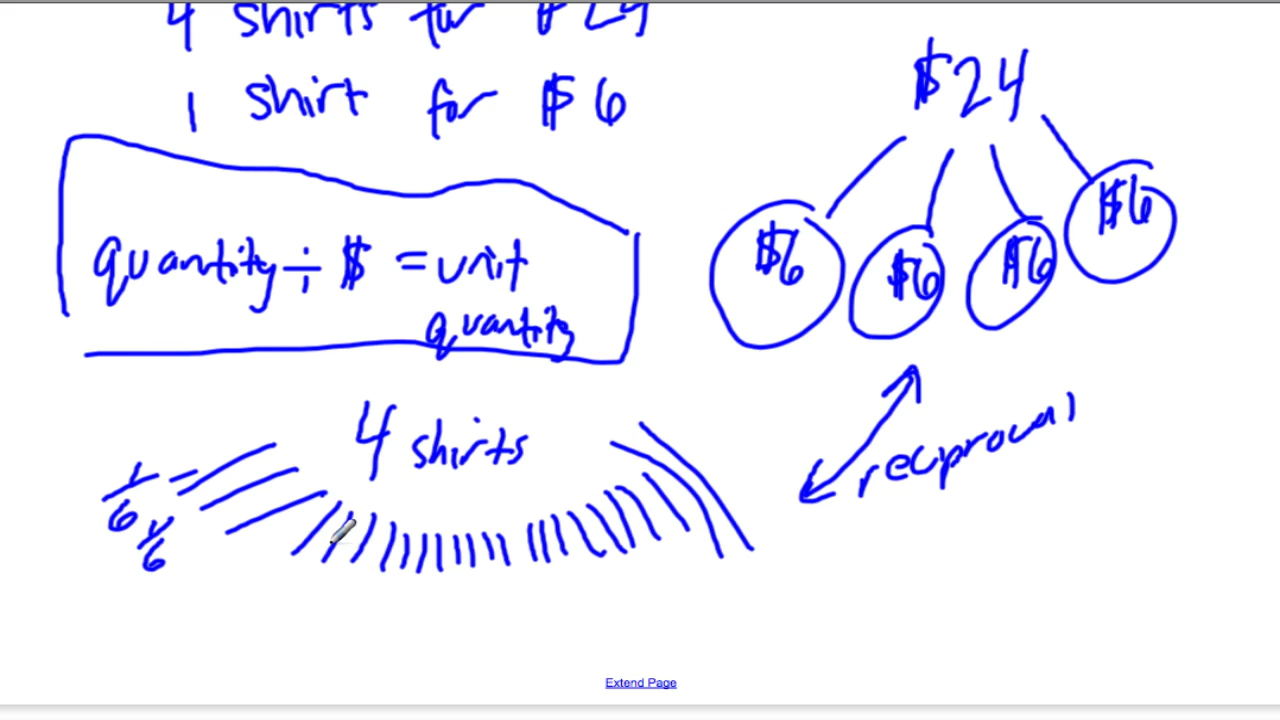 4 shirts for $24
1 shirt for $6
$24
$6 $6 $6 $6
quantity ÷ $ = unit
quantity
4 shirts
reciprocal
1/6
1/6
Extend Page